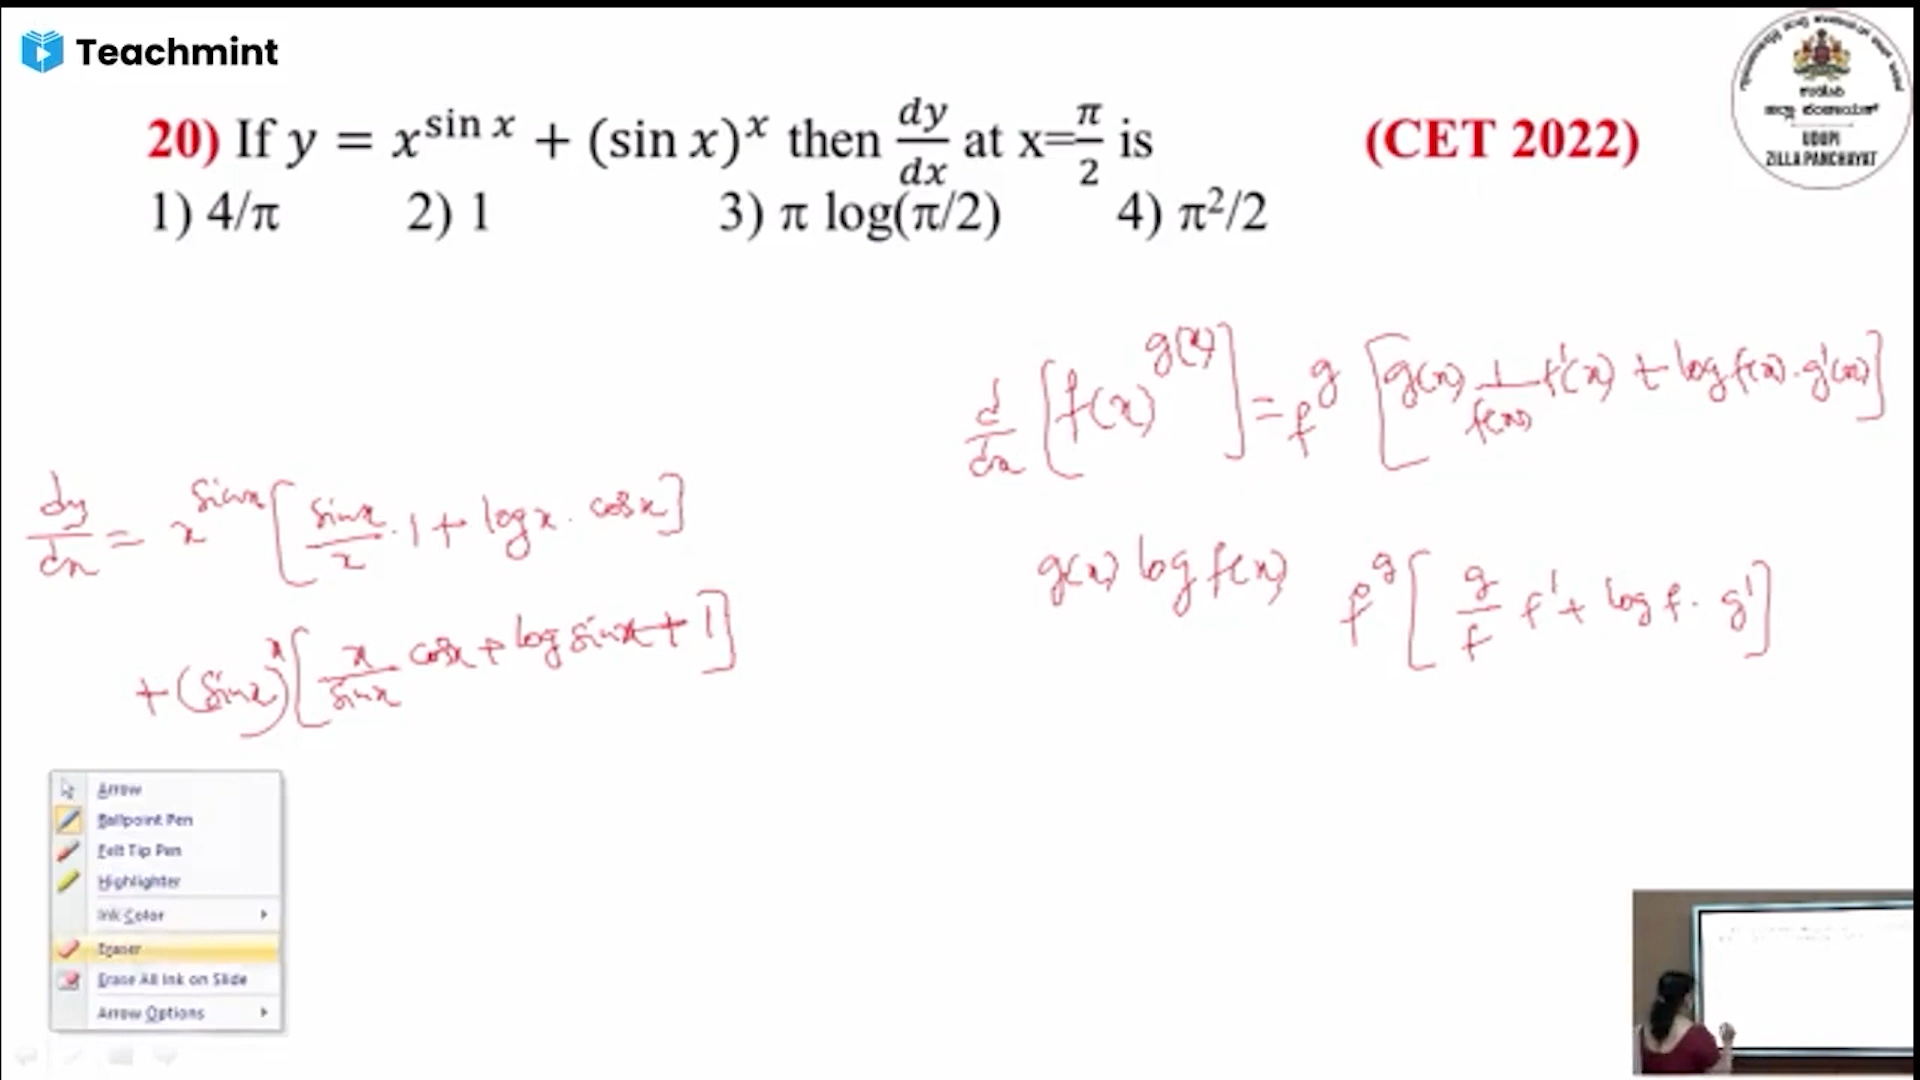 Teachmint
20) If y = x^{sin x} + (sin x)^x then dy/dx at x=π/2 is (CET 2022)
1) 4/π 2) 1 3) π log(π/2) 4) π²/2
UDUPI
ZILLA PANCHAYAT
d/dx [f(x)^{g(x)}] = f^g [g(x) 1/f(x) f'(x) + log f(x) . g'(x)]
dy/dx = x^{sin x} [sin x/x . 1 + log x . cos x]
g(x) log f(x) f^g [g/f f' + log f . g']
+ (sin x)^x [x/sin x cos x + log sin x + 1]
Arrow
Ballpoint Pen
Felt Tip Pen
Highlighter
Ink Color
Eraser
Erase All Ink on Slide
Arrow Options